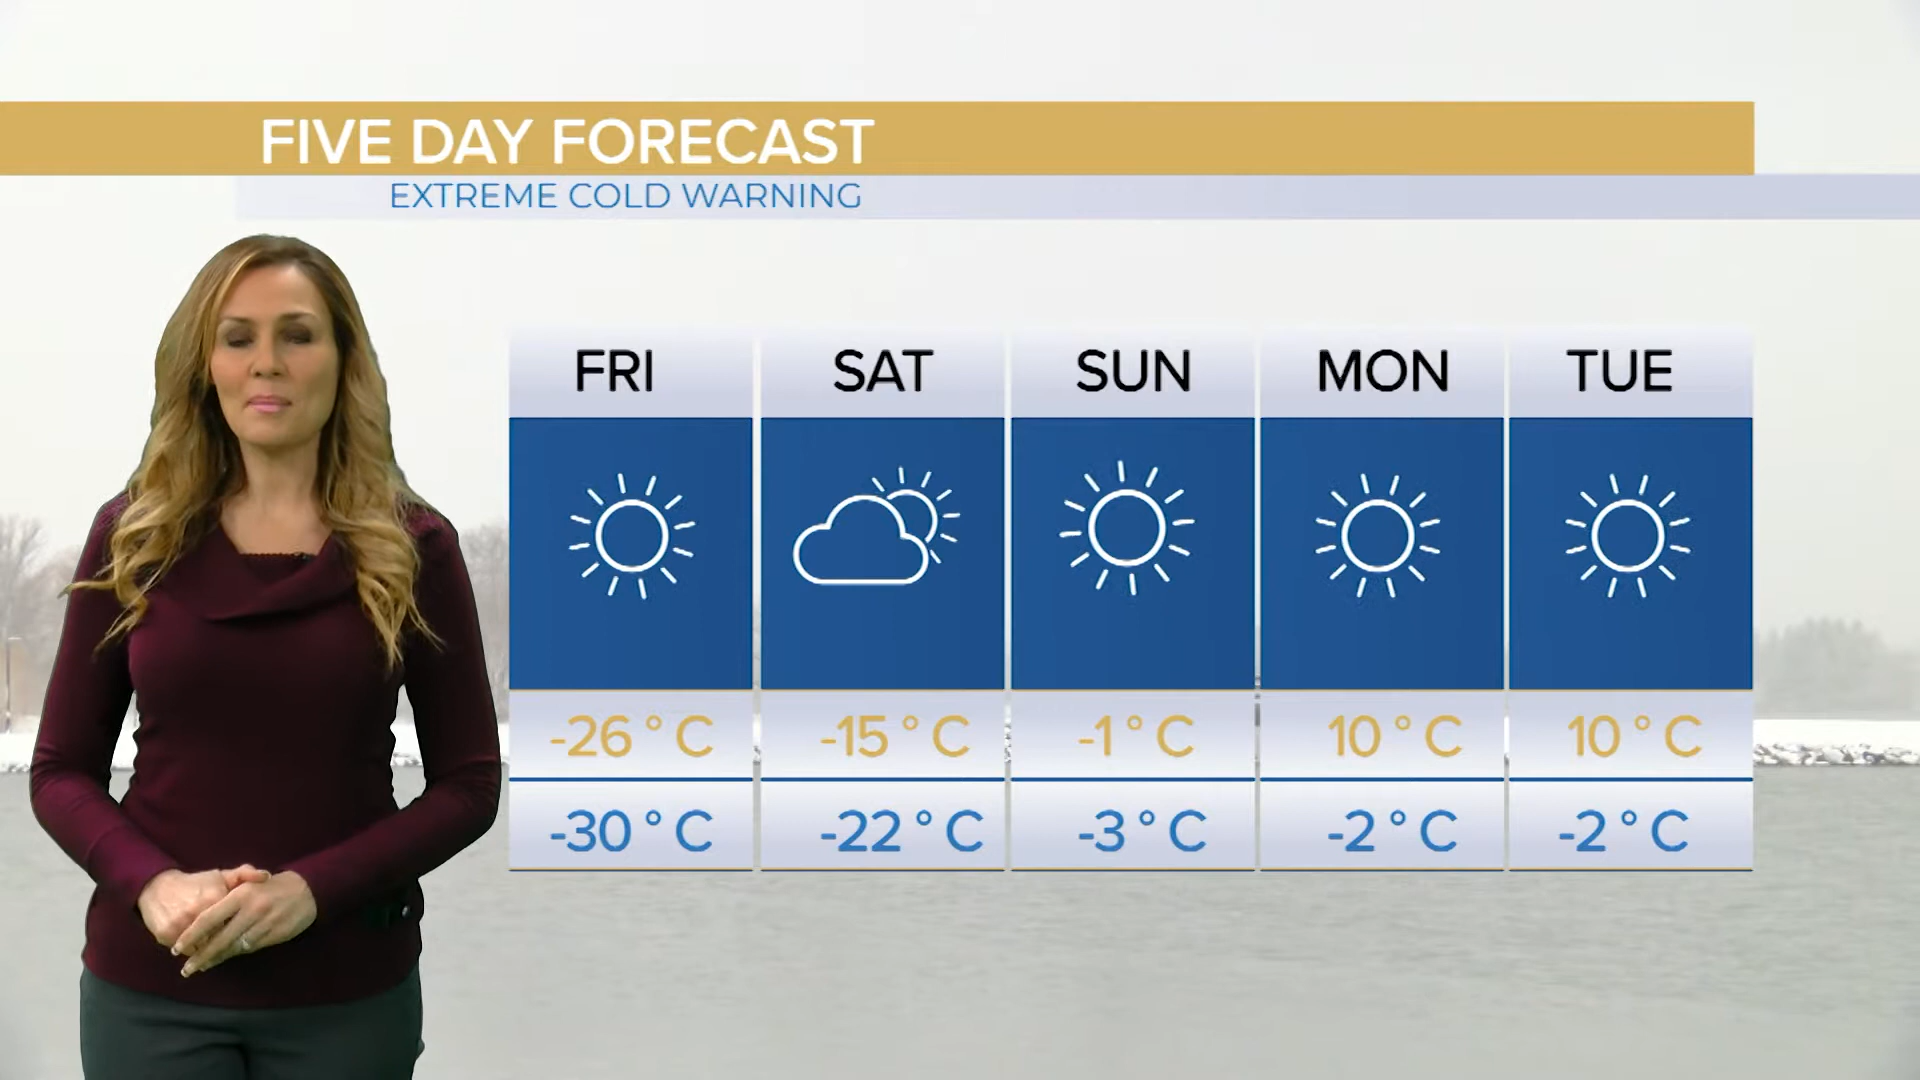 FIVE DAY FORECAST
EXTREME COLD WARNING
FRI SAT SUN MON TUE
-26°C -15°C -1°C 10°C 10°C
-30°C -22°C -3°C -2°C -2°C